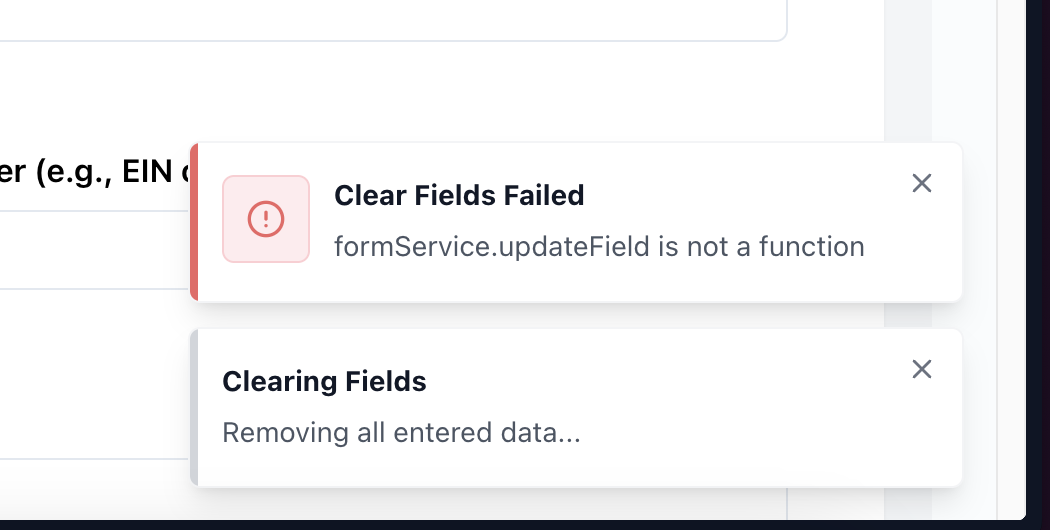 er (e.g., EIN
Clear Fields Failed
formService.updateField is not a function
Clearing Fields
Removing all entered data...